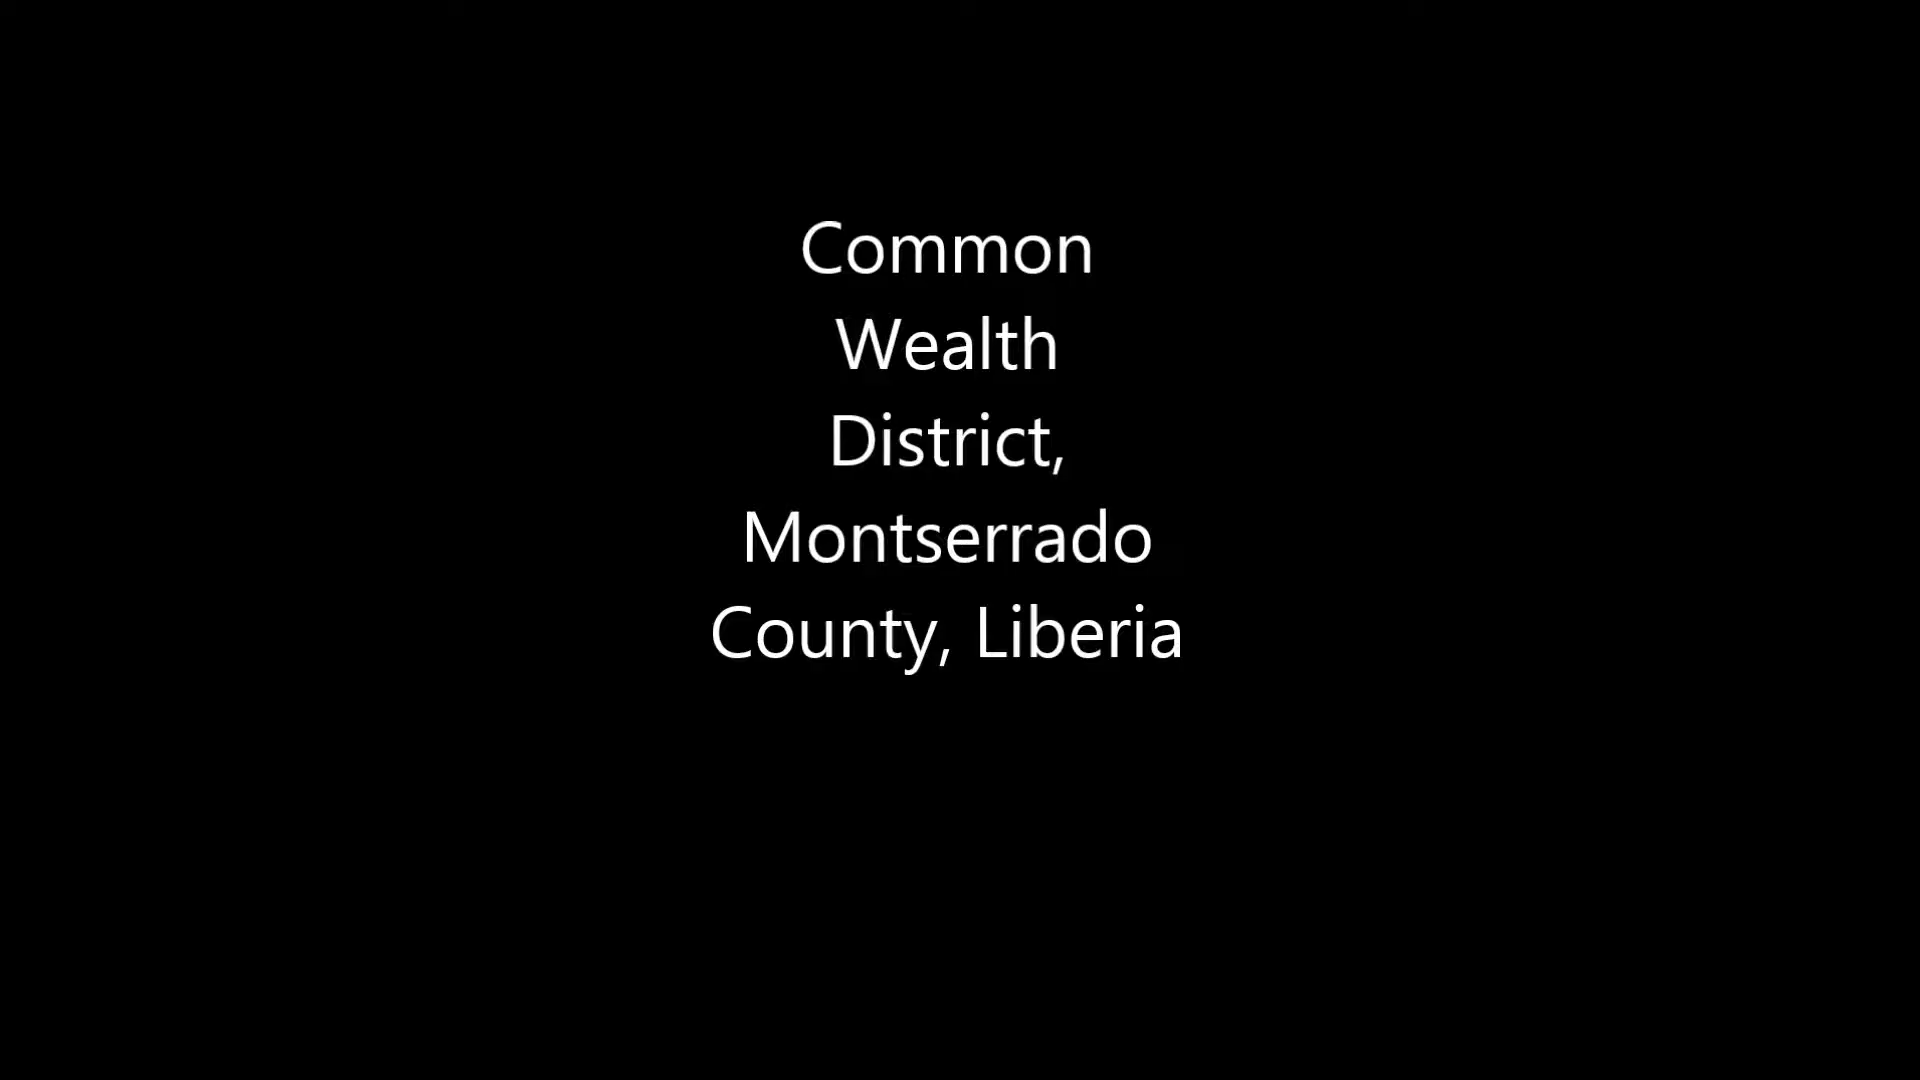 Common
Wealth
District,
Montserrado
County, Liberia